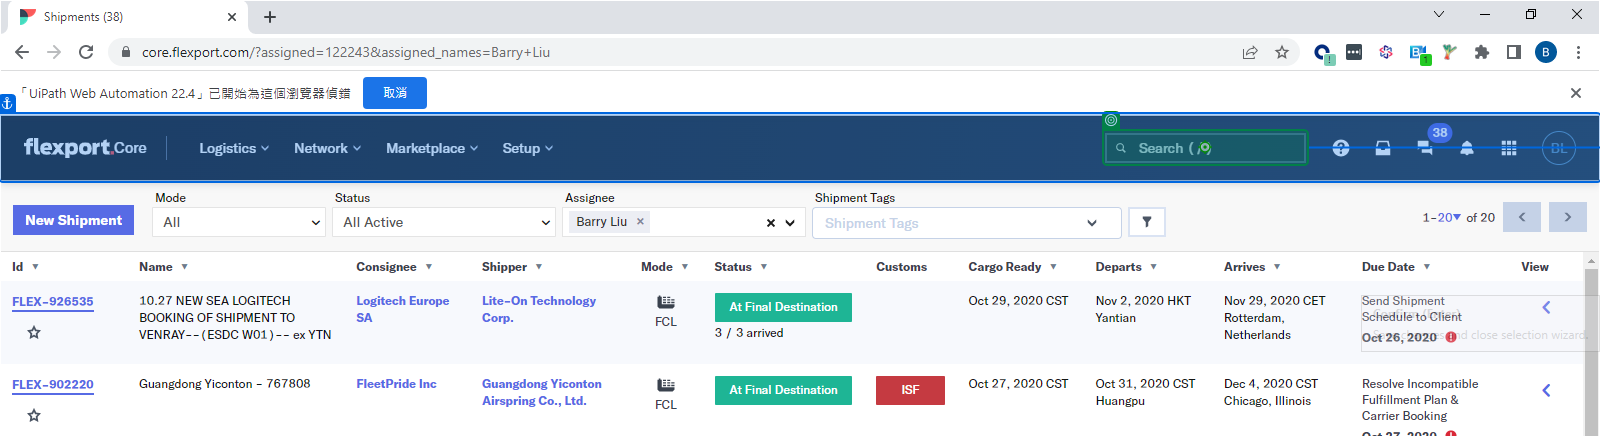 Shipments (38)
core.flexport.com/?assigned=122243&assigned_names=Barry+Liu
B
1
「UiPath Web Automation 22.4」已開始為這個瀏覽器偵錯
取消
flexport.Core
Logistics
Network
Marketplace
Setup
Search ( / )
38
BL
New Shipment
Mode
All
Status
All Active
Assignee
Barry Liu
Shipment Tags
Shipment Tags
1–20 of 20
Id
Name
Consignee
Shipper
Mode
Status
Customs
Cargo Ready
Departs
Arrives
Due Date
View
FLEX-926535
10.27 NEW SEA LOGITECH
BOOKING OF SHIPMENT TO
VENRAY--(ESDC W01)-- ex YTN
Logitech Europe
SA
Lite-On Technology
Corp.
FCL
At Final Destination
3 / 3 arrived
Oct 29, 2020 CST
Nov 2, 2020 HKT
Yantian
Nov 29, 2020 CET
Rotterdam,
Netherlands
Send Shipment
Schedule to Client
Oct 26, 2020
and close selection wizard.
FLEX-902220
Guangdong Yiconton - 767808
FleetPride Inc
Guangdong Yiconton
Airspring Co., Ltd.
FCL
At Final Destination
ISF
Oct 27, 2020 CST
Oct 31, 2020 CST
Huangpu
Dec 4, 2020 CST
Chicago, Illinois
Resolve Incompatible
Fulfillment Plan &
Carrier Booking
Oct 27, 2020